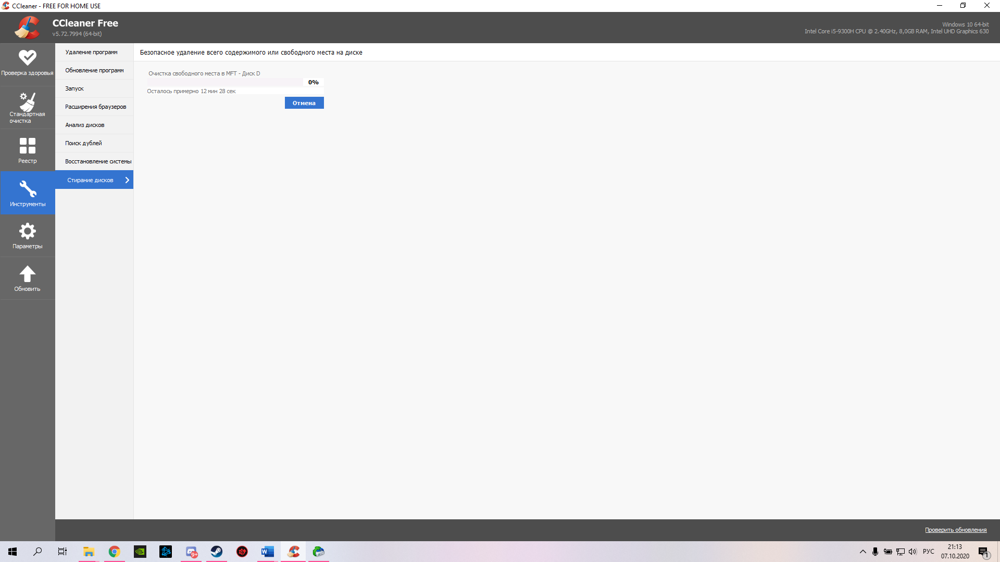 CCleaner - FREE FOR HOME USE
CCleaner Free
v5.72.7994 (64-bit)
Windows 10 64-bit
Intel Core i5-9300H CPU @ 2.40GHz, 8,0GB RAM, Intel UHD Graphics 630
Проверка здоровья
Стандартная
очистка
Реестр
Инструменты
Параметры
Обновить
Удаление программ
Обновление программ
Запуск
Расширения браузеров
Анализ дисков
Поиск дублей
Восстановление системы
Стирание дисков
Безопасное удаление всего содержимого или свободного места на диске
Очистка свободного места в MFT - Диск D
0%
Осталось примерно 12 мин 28 сек
Отмена
Проверить обновления
9+
W
РУС
21:13
07.10.2020
1